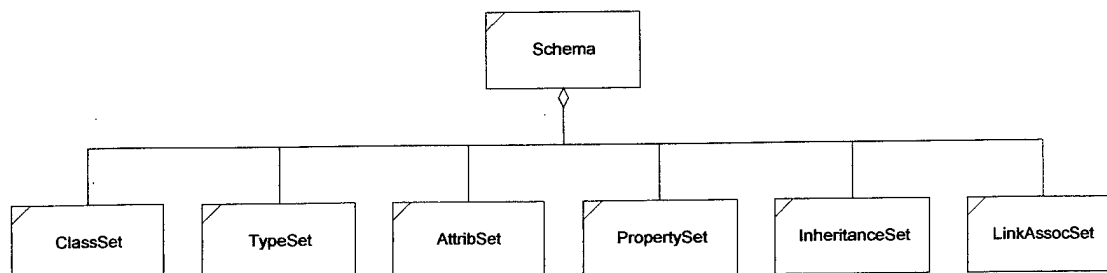 Schema
ClassSet
TypeSet
AttribSet
PropertySet
InheritanceSet
LinkAssocSet